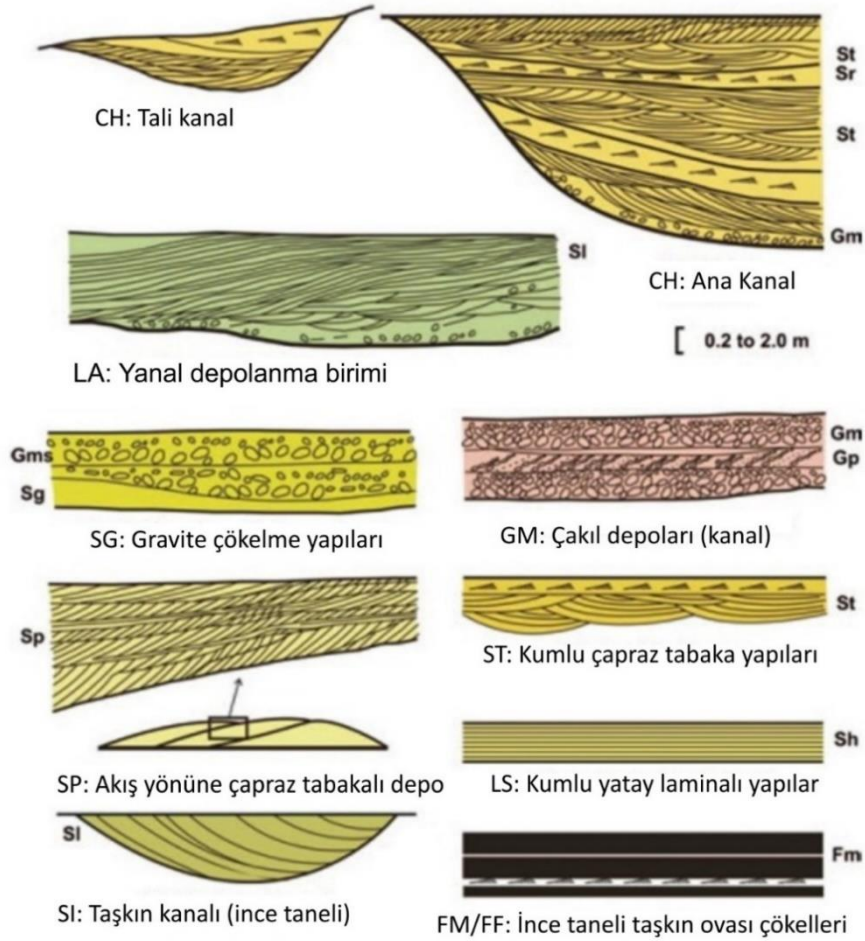 St
Sr
CH: Tali kanal
St
Gm
Sl
CH: Ana Kanal
0.2 to 2.0 m
LA: Yanal depolanma birimi
Gms
Sg
Gm
Gp
SG: Gravite çökelme yapıları
GM: Çakıl depoları (kanal)
Sp
St
ST: Kumlu çapraz tabaka yapıları
Sh
SP: Akış yönüne çapraz tabakalı depo
LS: Kumlu yatay laminalı yapılar
Sl
Fm
SI: Taşkın kanalı (ince taneli)
FM/FF: İnce taneli taşkın ovası çökelleri